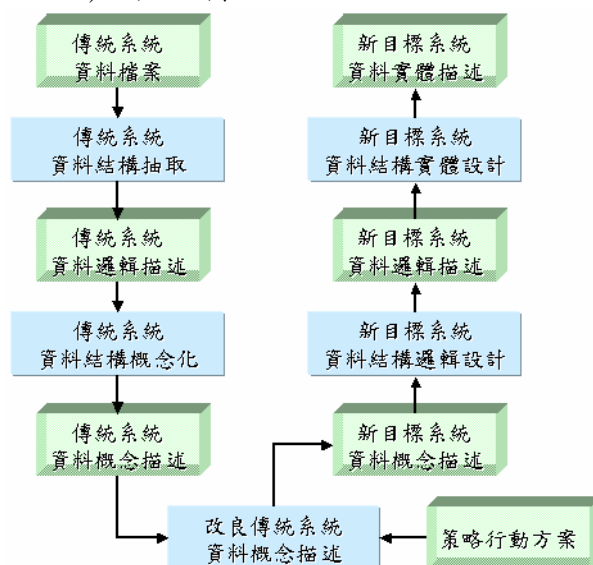 傳統系統
資料檔案
傳統系統
資料結構抽取
傳統系統
資料邏輯描述
傳統系統
資料結構概念化
傳統系統
資料概念描述
改良傳統系統
資料概念描述
策略行動方案
新目標系統
資料概念描述
新目標系統
資料結構邏輯設計
新目標系統
資料邏輯描述
新目標系統
資料結構實體設計
新目標系統
資料實體描述